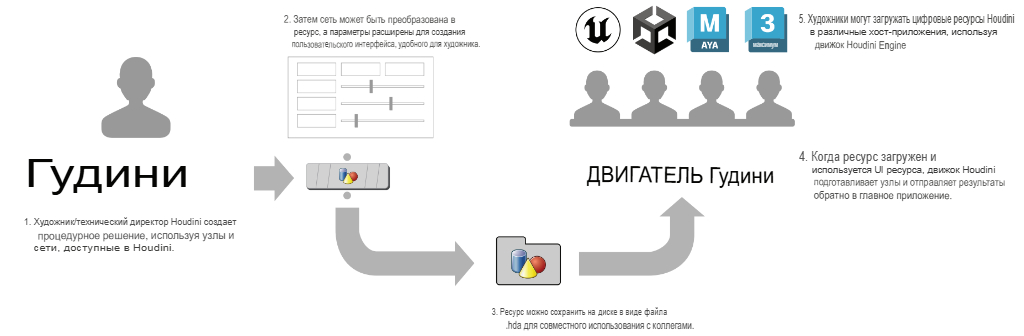 2. Затем сеть может быть преобразована в
ресурс, а параметры расширены для создания
пользовательского интерфейса, удобного для художника.
M
AYA
3
максимум
5. Художники могут загружать цифровые ресурсы Houdini
в различные хост-приложения, используя
движок Houdini Engine
Гудини
1. Художник/технический директор Houdini создает
процедурное решение, используя узлы и
сети, доступные в Houdini.
ДВИГАТЕЛЬ Гудини
4. Когда ресурс загружен и
используется UI ресурса, движок Houdini
подготавливает узлы и отправляет результаты
обратно в главное приложение.
3. Ресурс можно сохранить на диске в виде файла
.hda для совместного использования с коллегами.